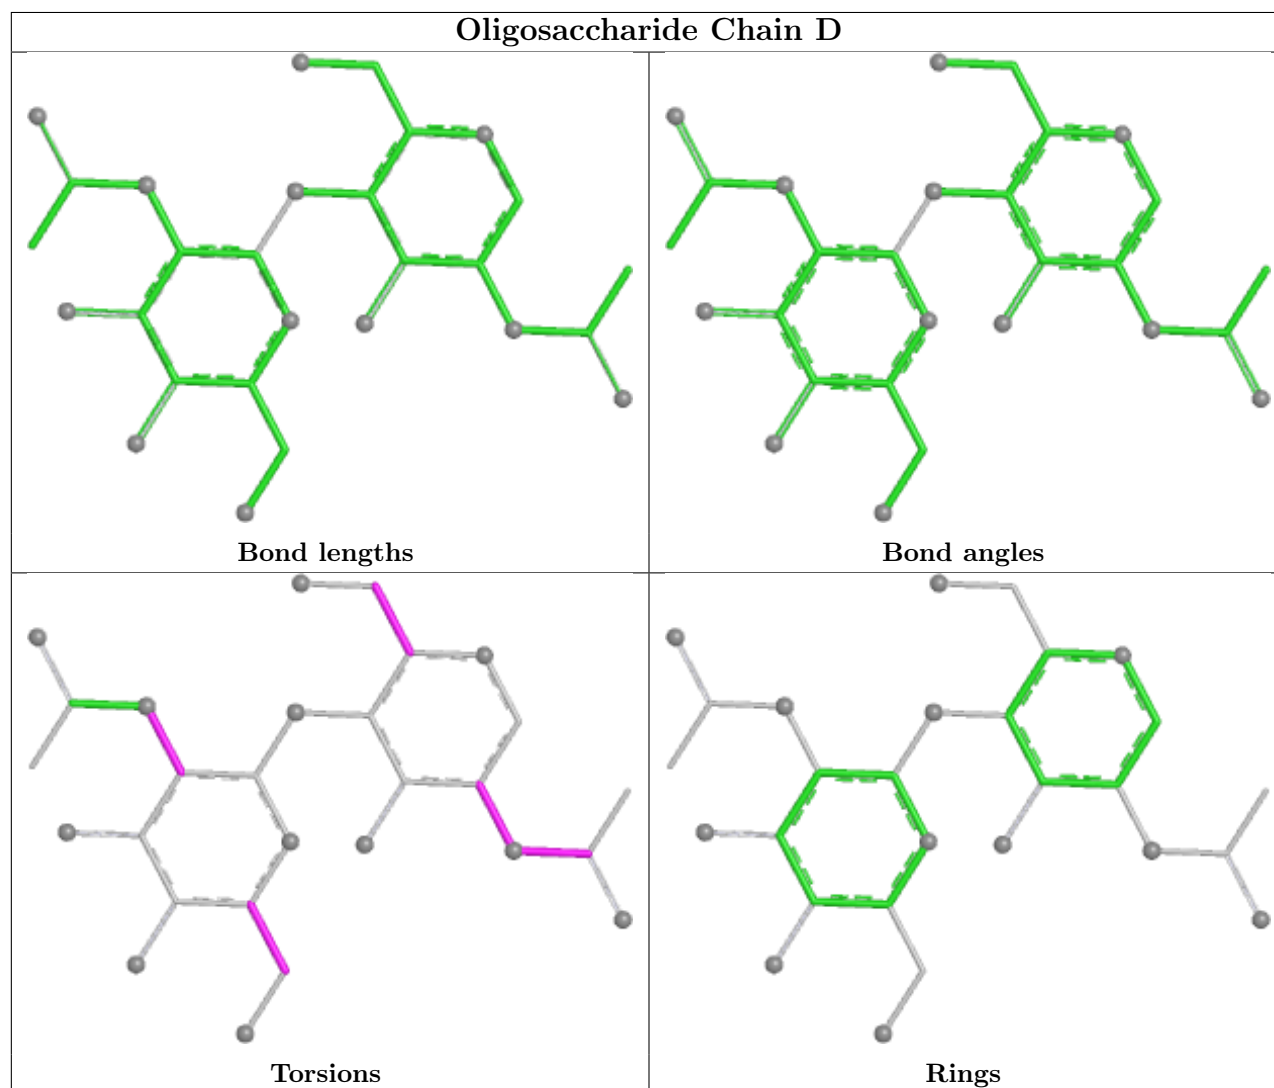 Oligosaccharide Chain D
Bond lengths
Bond angles
Torsions
Rings